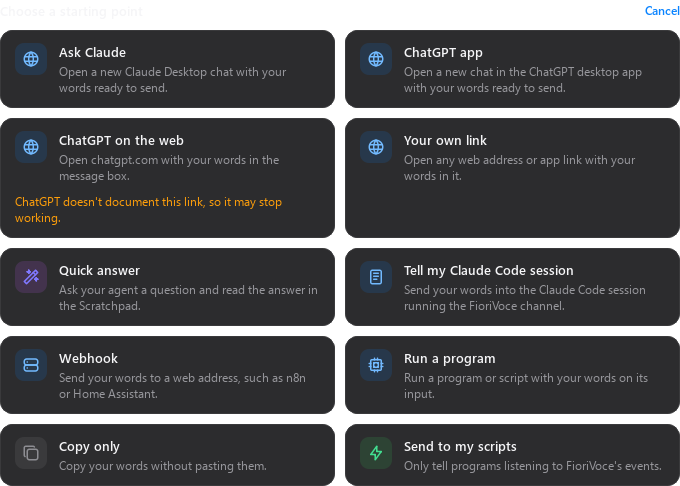 Choose a starting point
Cancel
Ask Claude
Open a new Claude Desktop chat with your
words ready to send.
ChatGPT app
Open a new chat in the ChatGPT desktop app
with your words ready to send.
ChatGPT on the web
Open chatgpt.com with your words in the
message box.
ChatGPT doesn't document this link, so it may stop
working.
Your own link
Open any web address or app link with your
words in it.
Quick answer
Ask your agent a question and read the answer in
the Scratchpad.
Tell my Claude Code session
Send your words into the Claude Code session
running the FioriVoce channel.
Webhook
Send your words to a web address, such as n8n
or Home Assistant.
Run a program
Run a program or script with your words on its
input.
Copy only
Copy your words without pasting them.
Send to my scripts
Only tell programs listening to FioriVoce's events.